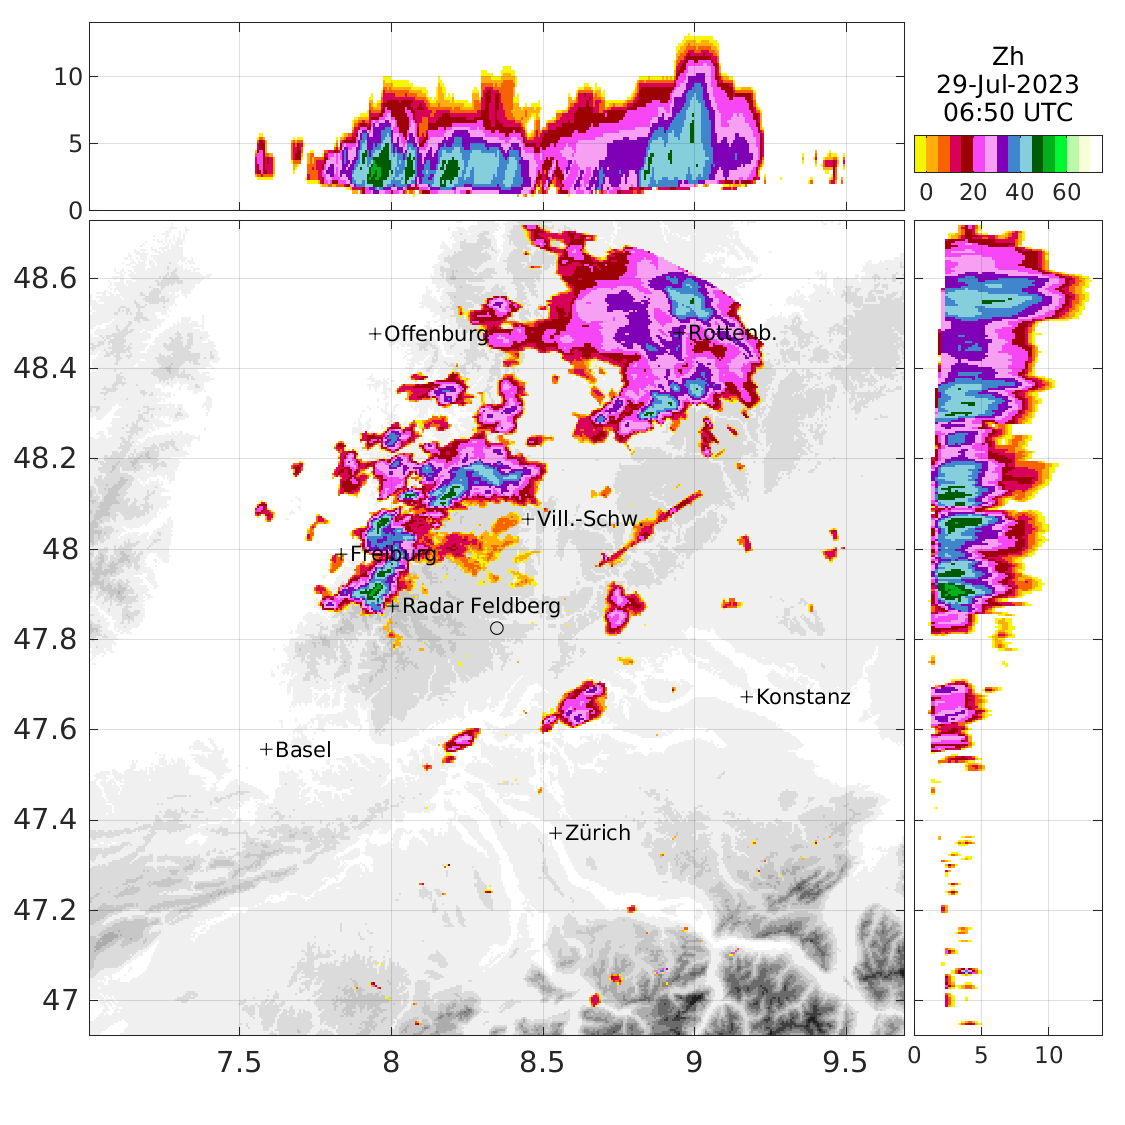 10
5
0
Zh
29-Jul-2023
06:50 UTC
0 20 40 60
48.6
48.4
48.2
48
47.8
47.6
47.4
47.2
47
+Offenburg
+Rottenb.
+Vill.-Schw.
+Freiburg
+Radar Feldberg
+Konstanz
+Basel
+Zürich
7.5 8 8.5 9 9.5
0 5 10